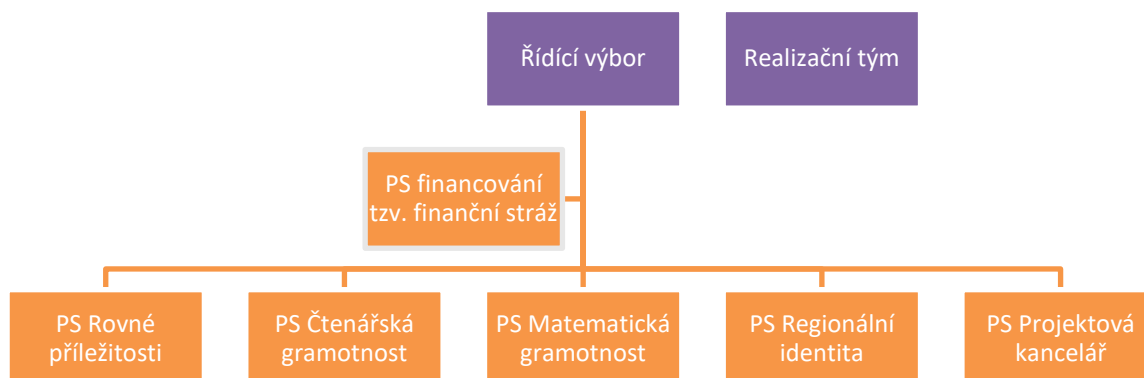 Řídící výbor
Realizační tým
PS financování
tzv. finanční stráž
PS Rovné
příležitosti
PS Čtenářská
gramotnost
PS Matematická
gramotnost
PS Regionální
identita
PS Projektová
kancelář